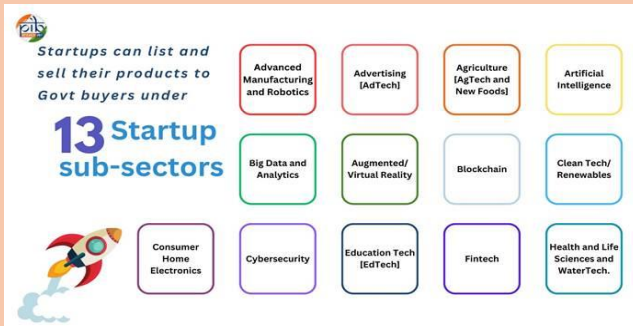 pib
Startups can list and
sell their products to
Govt buyers under
13 Startup
sub-sectors
Advanced
Manufacturing
and Robotics
Advertising
[AdTech]
Agriculture
[AgTech and
New Foods]
Artificial
Intelligence
Big Data and
Analytics
Augmented/
Virtual Reality
Blockchain
Clean Tech/
Renewables
Consumer
Home
Electronics
Cybersecurity
Education Tech
[EdTech]
Fintech
Health and Life
Sciences and
WaterTech.